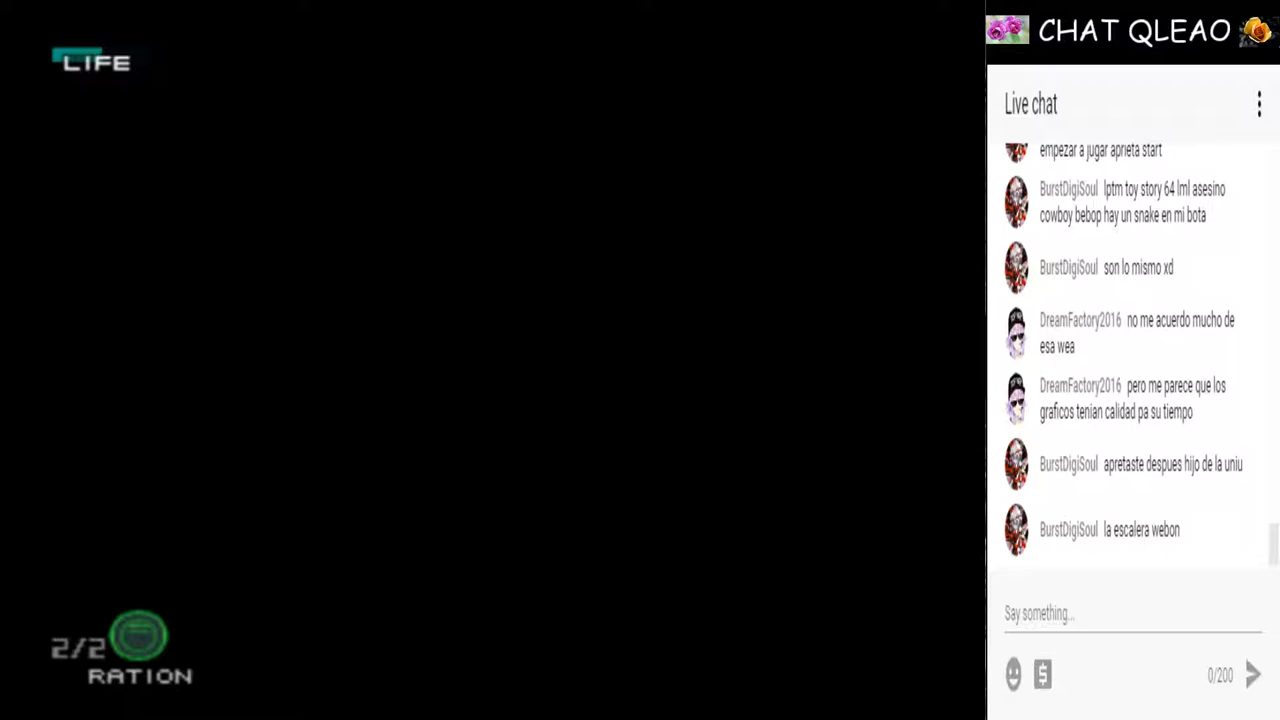 LIFE
2/2
RATION
CHAT QLEAO
Live chat
empezar a jugar aprieta start
BurstDigiSoul lptm toy story 64 lml asesino
cowboy bebop hay un snake en mi bota
BurstDigiSoul son lo mismo xd
DreamFactory2016 no me acuerdo mucho de
esa wea
DreamFactory2016 pero me parece que los
graficos tenian calidad pa su tiempo
BurstDigiSoul apretaste despues hijo de la uniu
BurstDigiSoul la escalera webon
Say something...
0/200